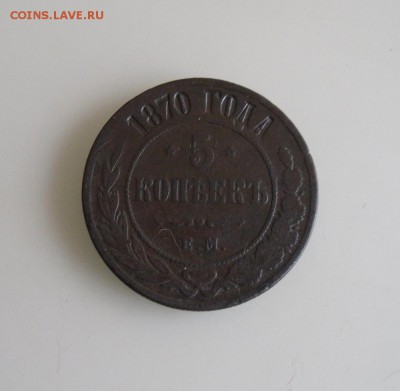 COINS.LAVE.RU
1870 ГОДА
5
КОПѢЕКЪ
Е.М.